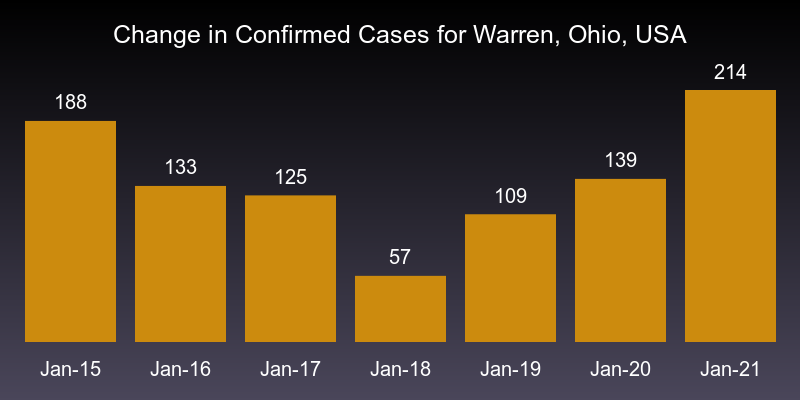 Change in Confirmed Cases for Warren, Ohio, USA
188
133
125
57
109
139
214
Jan-15
Jan-16
Jan-17
Jan-18
Jan-19
Jan-20
Jan-21